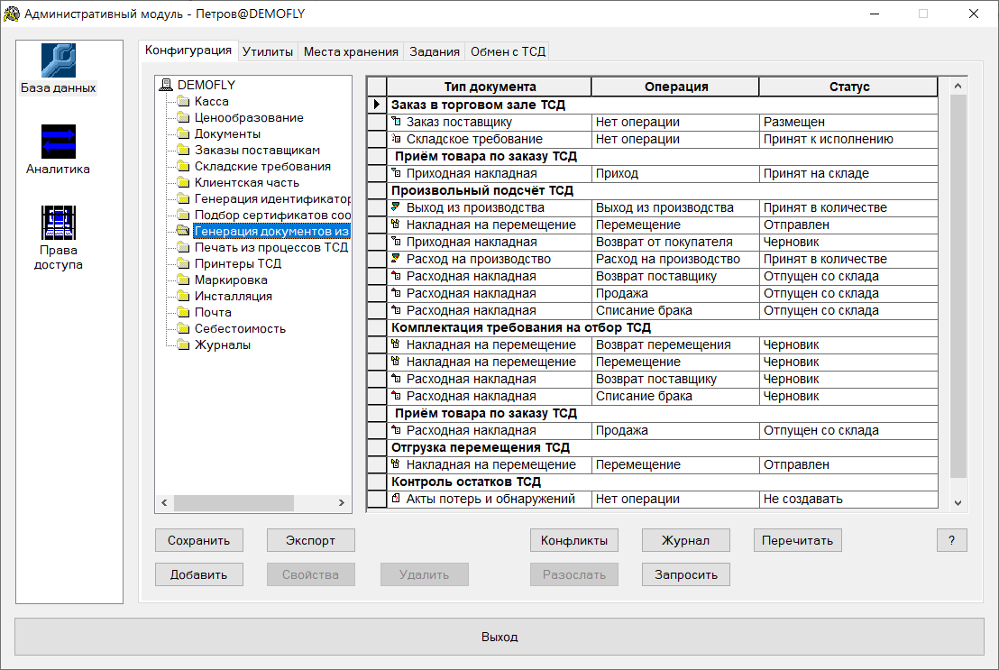 Административный модуль - Петров@DEMOFLY
База данных
Аналитика
Права
доступа
Конфигурация Утилиты Места хранения Задания Обмен с ТСД
DEMOFLY
Касса
Ценообразование
Документы
Заказы поставщикам
Складские требования
Клиентская часть
Генерация идентификатор
Подбор сертификатов соо
Генерация документов из
Печать из процессов ТСД
Принтеры ТСД
Маркировка
Инсталляция
Почта
Себестоимость
Журналы
Тип документа Операция Статус
Заказ в торговом зале ТСД
Заказ поставщику Нет операции Размещен
Складское требование Нет операции Принят к исполнению
Приём товара по заказу ТСД
Приходная накладная Приход Принят на складе
Произвольный подсчёт ТСД
Выход из производства Выход из производства Принят в количестве
Накладная на перемещение Перемещение Отправлен
Приходная накладная Возврат от покупателя Черновик
Расход на производство Расход на производство Принят в количестве
Расходная накладная Возврат поставщику Отпущен со склада
Расходная накладная Продажа Отпущен со склада
Расходная накладная Списание брака Отпущен со склада
Комплектация требования на отбор ТСД
Накладная на перемещение Возврат перемещения Черновик
Накладная на перемещение Перемещение Черновик
Расходная накладная Возврат поставщику Черновик
Расходная накладная Списание брака Черновик
Приём товара по заказу ТСД
Расходная накладная Продажа Отпущен со склада
Отгрузка перемещения ТСД
Накладная на перемещение Перемещение Отправлен
Контроль остатков ТСД
Акты потерь и обнаружений Нет операции Не создавать
Сохранить Экспорт Конфликты Журнал Перечитать ?
Добавить Свойства Удалить Разослать Запросить
Выход